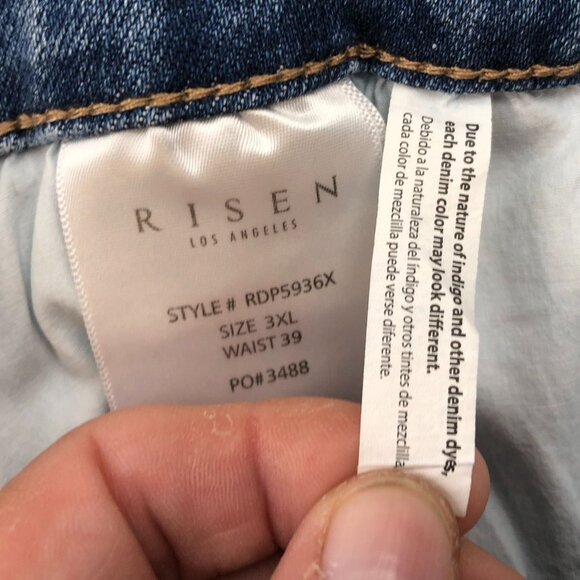 RISEN
LOS ANGELES
STYLE# RDP5936X
SIZE 3XL
WAIST 39
PO#3488
Due to the nature of indigo and other denim dyes,
each denim color may look different.
Debido a la naturaleza del índigo y otros tintes de mezclilla
cada color de mezclilla puede verse diferente.